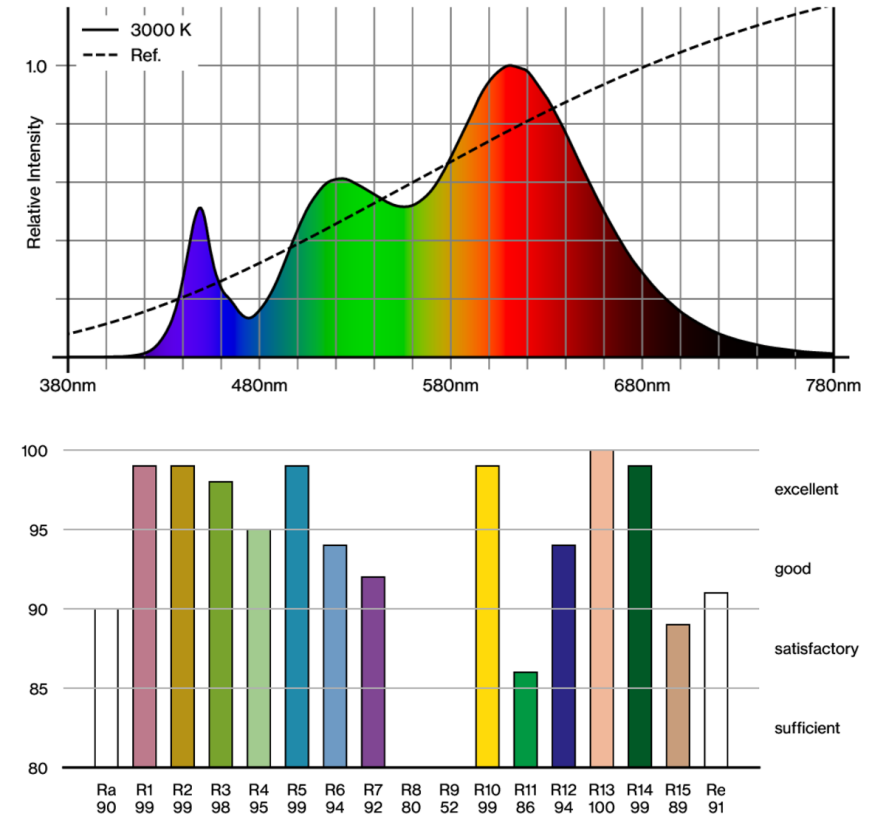 3000 K
Ref.
1.0
Relative Intensity
380nm 480nm 580nm 680nm 780nm
100
excellent
95
good
90
satisfactory
85
sufficient
80
Ra R1 R2 R3 R4 R5 R6 R7 R8 R9 R10 R11 R12 R13 R14 R15 Re
90 99 99 98 95 99 94 92 80 52 99 86 94 100 99 89 91